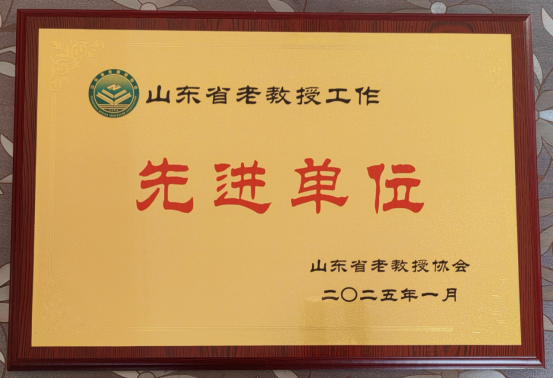 山东省老教授工作
先进单位
山东省老教授协会
二〇二五年一月